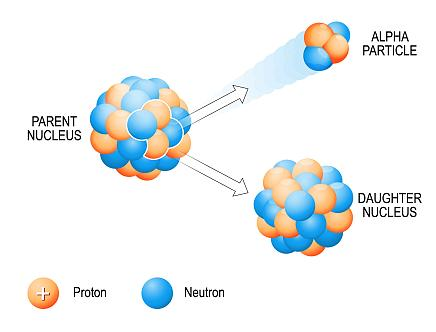 ALPHA
PARTICLE
PARENT
NUCLEUS
DAUGHTER
NUCLEUS
+ Proton
Neutron